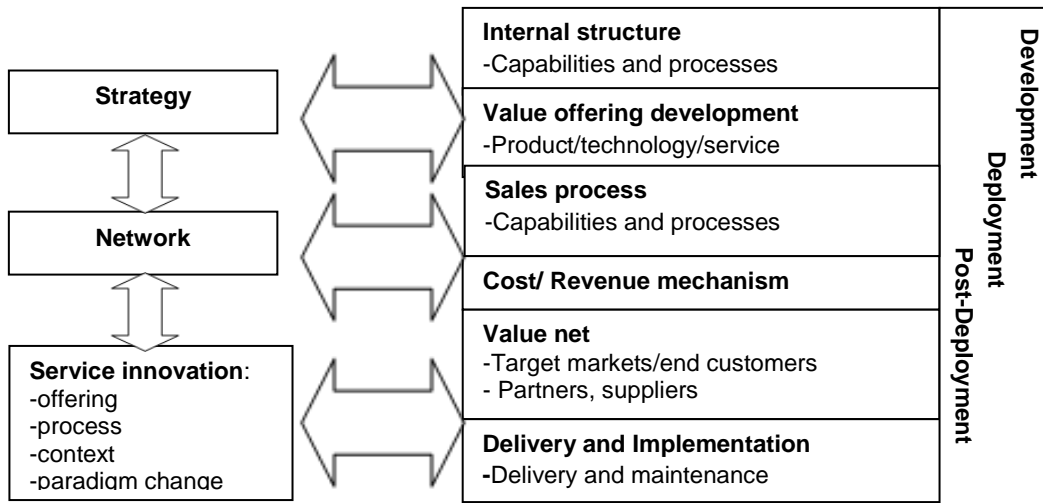 Strategy
Network
Service innovation:
-offering
-process
-context
-paradigm change
Internal structure
-Capabilities and processes
Value offering development
-Product/technology/service
Sales process
-Capabilities and processes
Cost/ Revenue mechanism
Value net
-Target markets/end customers
- Partners, suppliers
Delivery and Implementation
-Delivery and maintenance
Development
Deployment
Post-Deployment